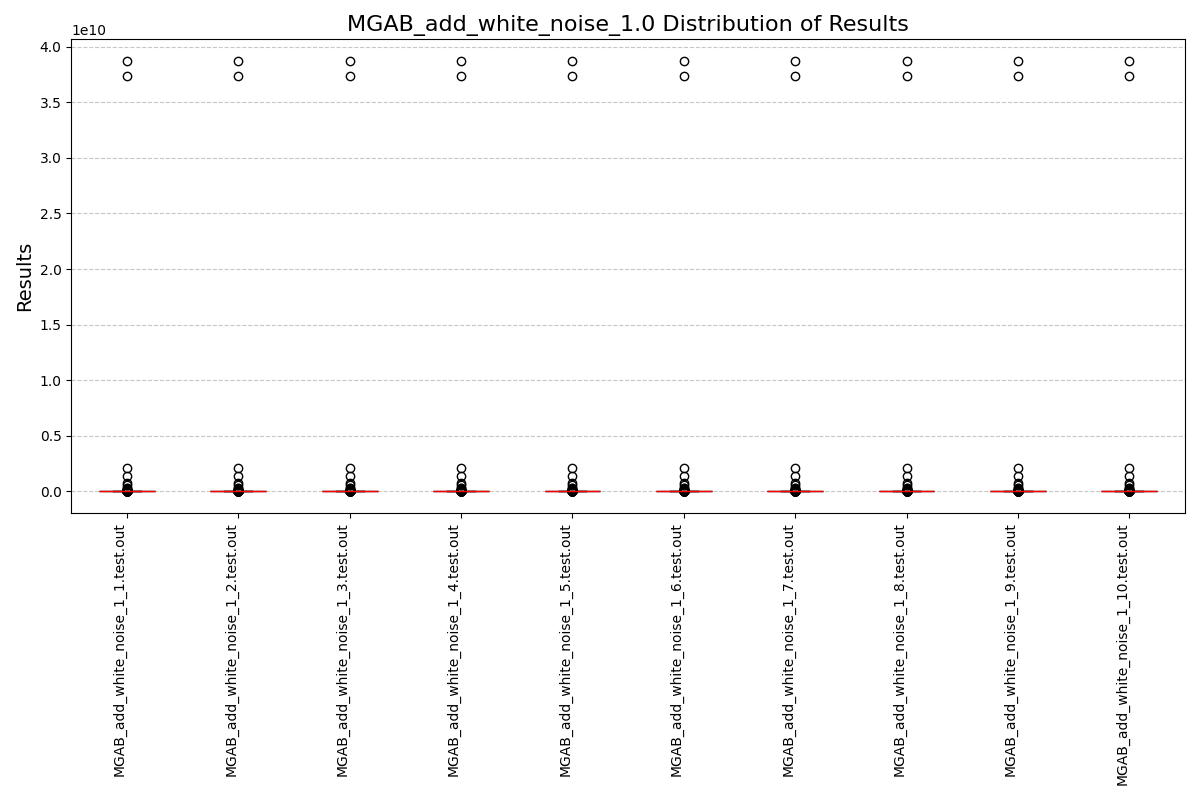 MGAB_add_white_noise_1.0 Distribution of Results
1e10
4.0
3.5
3.0
2.5
2.0
1.5
1.0
0.5
0.0
Results
MGAB_add_white_noise_1_1.test.out
MGAB_add_white_noise_1_2.test.out
MGAB_add_white_noise_1_3.test.out
MGAB_add_white_noise_1_4.test.out
MGAB_add_white_noise_1_5.test.out
MGAB_add_white_noise_1_6.test.out
MGAB_add_white_noise_1_7.test.out
MGAB_add_white_noise_1_8.test.out
MGAB_add_white_noise_1_9.test.out
MGAB_add_white_noise_1_10.test.out